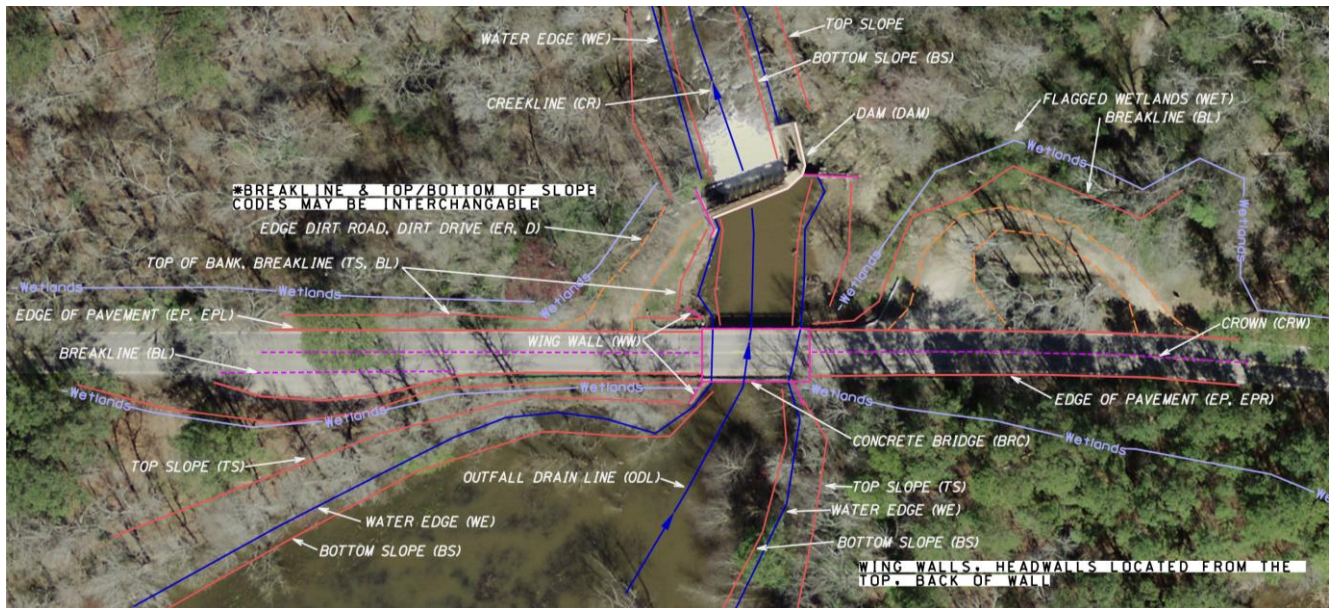 TOP SLOPE
WATER EDGE (WE)
BOTTOM SLOPE (BS)
CREEKLINE (CR)
FLAGGED WETLANDS (WET)
BREAKLINE (BL)
DAM (DAM)
Wetlands
*BREAKLINE & TOP/BOTTOM OF SLOPE
CODES MAY BE INTERCHANGABLE
Wetlands
EDGE DIRT ROAD, DIRT DRIVE (ER, D)
TOP OF BANK, BREAKLINE (TS, BL)
Wetlands
Wetlands
Wetlands
Wetlands
EDGE OF PAVEMENT (EP, EPL)
CROWN (CRW)
WING WALL (WW)
BREAKLINE (BL)
Wetlands
Wetlands
Wetlands
EDGE OF PAVEMENT (EP, EPR)
CONCRETE BRIDGE (BRC)
Wetlands
TOP SLOPE (TS)
OUTFALL DRAIN LINE (ODL)
TOP SLOPE (TS)
WATER EDGE (WE)
WATER EDGE (WE)
BOTTOM SLOPE (BS)
BOTTOM SLOPE (BS)
WING WALLS, HEADWALLS LOCATED FROM THE
TOP, BACK OF WALL